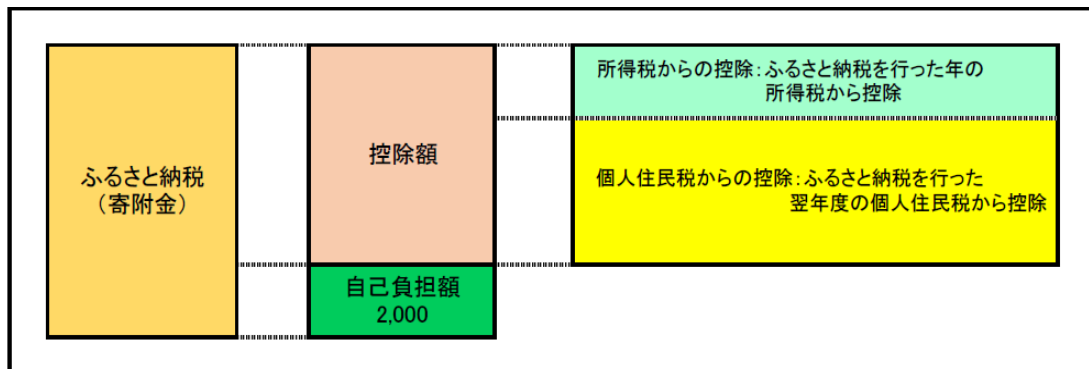 ふるさと納税
（寄附金）
控除額
自己負担額
2,000
所得税からの控除：ふるさと納税を行った年の
所得税から控除
個人住民税からの控除：ふるさと納税を行った
翌年度の個人住民税から控除